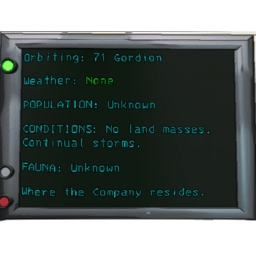 Orbiting: 71 Gordion
Weather: None
POPULATION: Unknown
CONDITIONS: No land masses.
Continual storms.
FAUNA: Unknown
Where the Company resides.